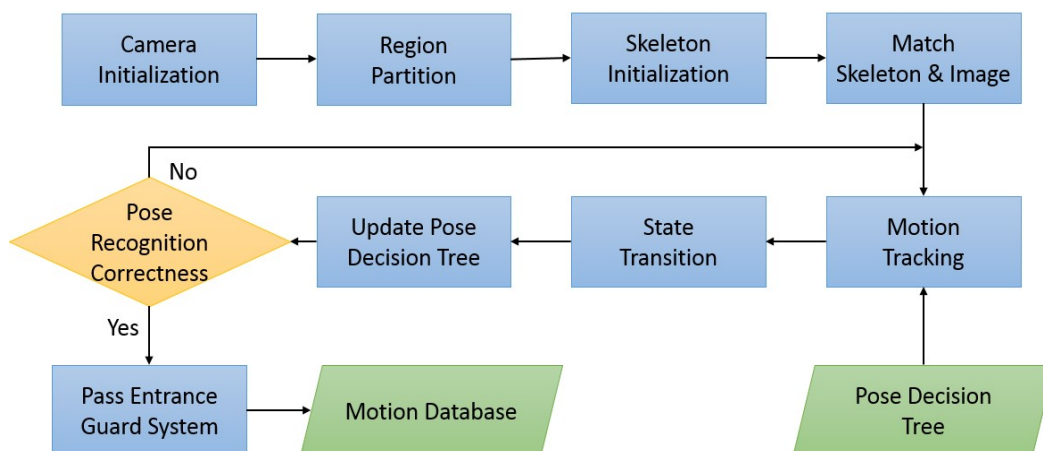 Camera
Initialization
Region
Partition
Skeleton
Initialization
Match
Skeleton & Image
No
Pose
Recognition
Correctness
Update Pose
Decision Tree
State
Transition
Motion
Tracking
Yes
Pass Entrance
Guard System
Motion Database
Pose Decision
Tree